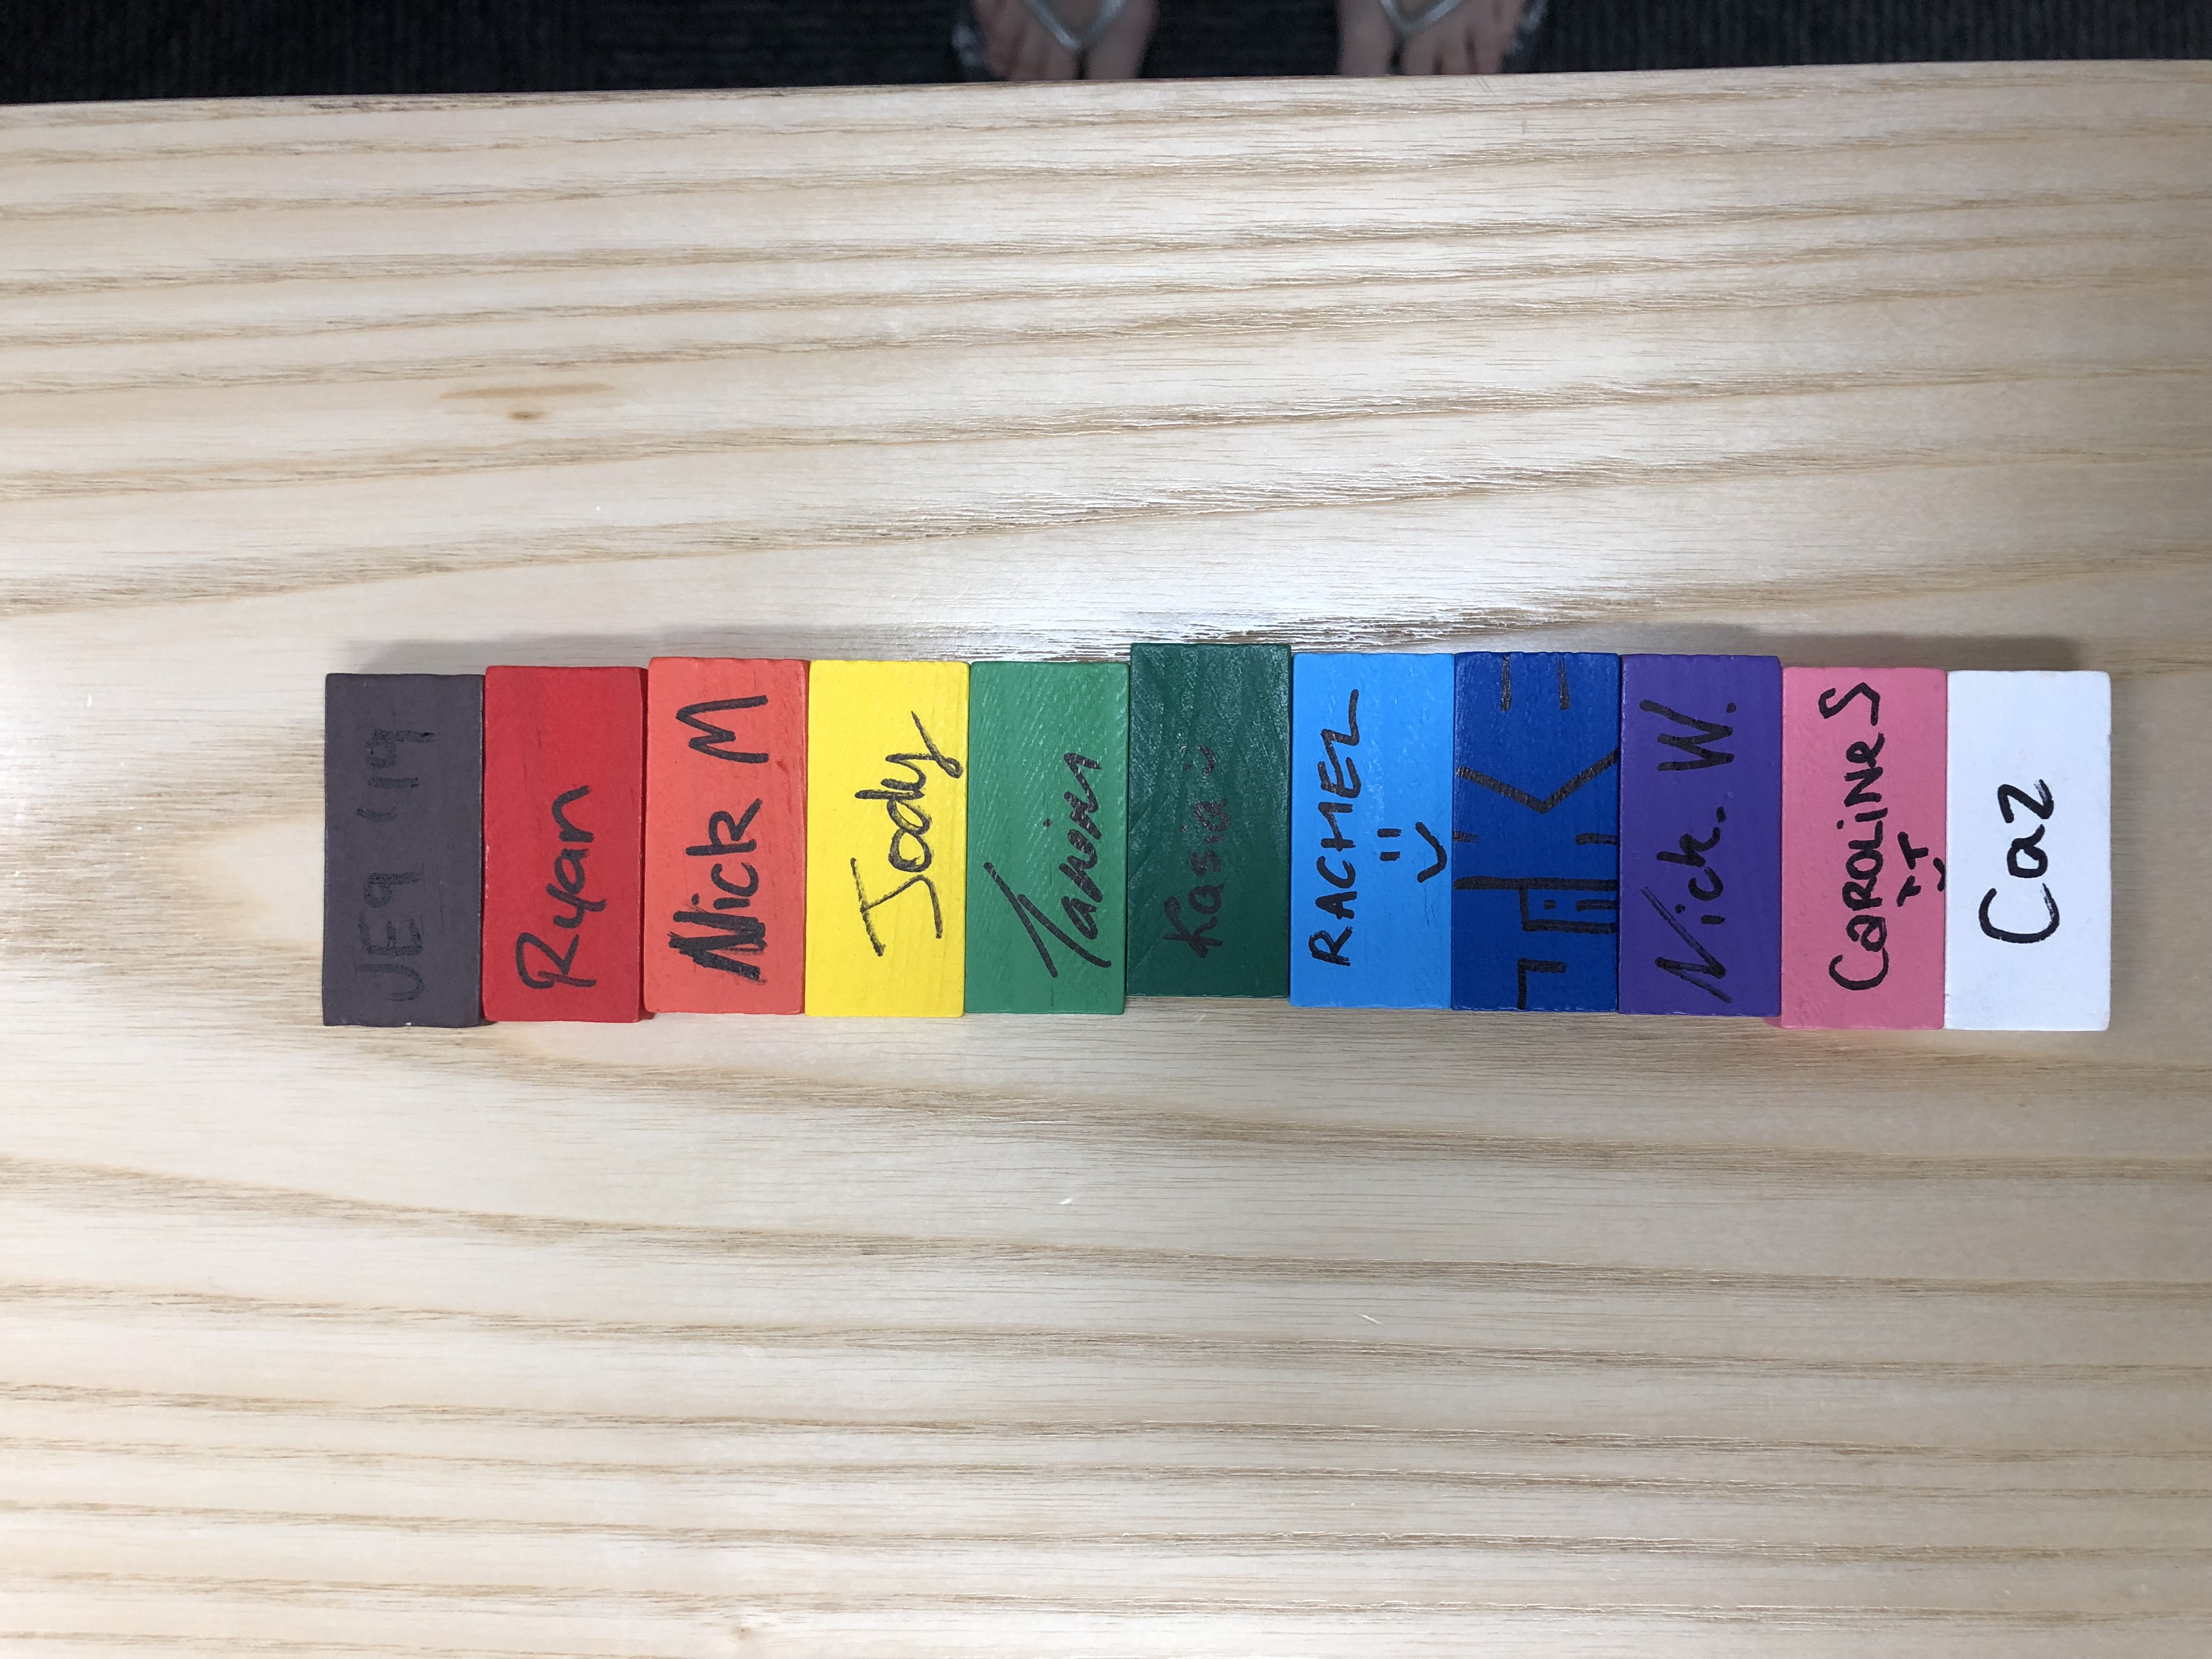 JE9 '19
Ryan
Nick M
Jody
Kasia :)
RACHEL
:)
Nick. W.
CAROLINE S
Caz